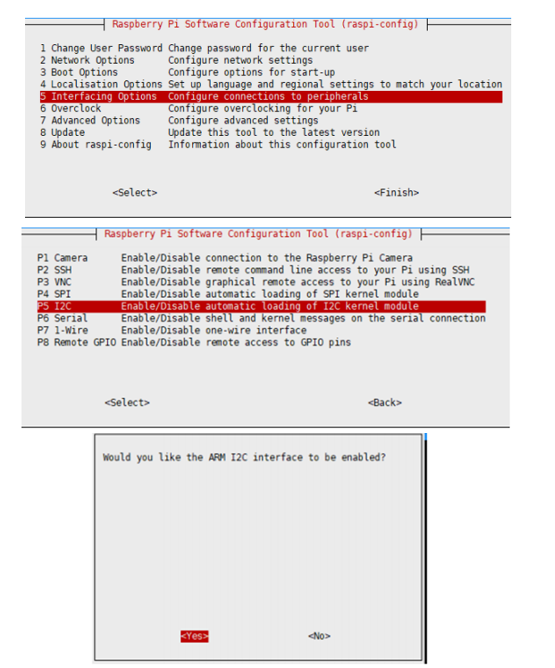 Raspberry Pi Software Configuration Tool (raspi-config)
1 Change User Password Change password for the current user
2 Network Options Configure network settings
3 Boot Options Configure options for start-up
4 Localisation Options Set up language and regional settings to match your location
5 Interfacing Options Configure connections to peripherals
6 Overclock Configure overclocking for your Pi
7 Advanced Options Configure advanced settings
8 Update Update this tool to the latest version
9 About raspi-config Information about this configuration tool
<Select> <Finish>
Raspberry Pi Software Configuration Tool (raspi-config)
P1 Camera Enable/Disable connection to the Raspberry Pi Camera
P2 SSH Enable/Disable remote command line access to your Pi using SSH
P3 VNC Enable/Disable graphical remote access to your Pi using RealVNC
P4 SPI Enable/Disable automatic loading of SPI kernel module
P5 I2C Enable/Disable automatic loading of I2C kernel module
P6 Serial Enable/Disable shell and kernel messages on the serial connection
P7 1-Wire Enable/Disable one-wire interface
P8 Remote GPIO Enable/Disable remote access to GPIO pins
<Select> <Back>
Would you like the ARM I2C interface to be enabled?
<Yes> <No>